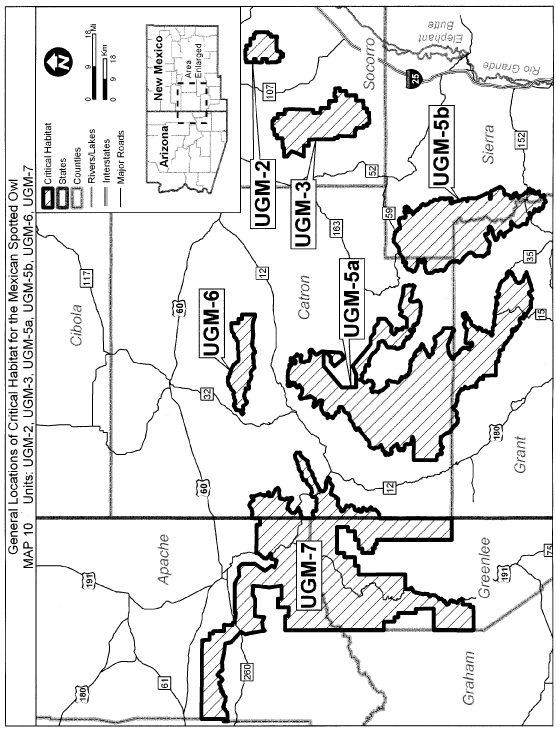 General Locations of Critical Habitat for the Mexican Spotted Owl
MAP 10 Units: UGM-2, UGM-3, UGM-5a, UGM-5b, UGM-6, UGM-7
Critical Habitat
States
Counties
Rivers/Lakes
Interstates
Major Roads
0 9 18
Mi
0 9 18
Km
New Mexico
Area
Enlarged
Arizona
Cibola
117
60
12
UGM-6
32
60
Apache
191
180
61
260
UGM-7
Graham
Greenlee
191
75
12
180
Grant
15
35
UGM-5a
Catron
163
59
52
UGM-2
UGM-3
107
Socorro
25
Elephant
Butte
Rio Grande
UGM-5b
Sierra
152